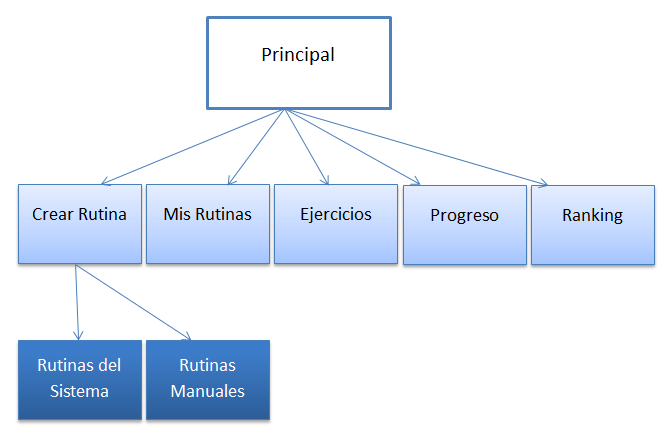 Principal
Crear Rutina
Mis Rutinas
Ejercicios
Progreso
Ranking
Rutinas del
Sistema
Rutinas
Manuales